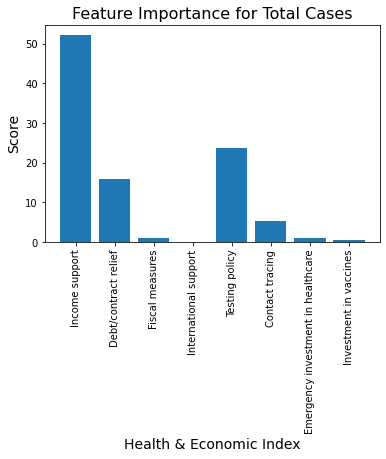 Feature Importance for Total Cases
Score
50
40
30
20
10
0
Income support
Debt/contract relief
Fiscal measures
International support
Testing policy
Contact tracing
Emergency investment in healthcare
Investment in vaccines
Health & Economic Index